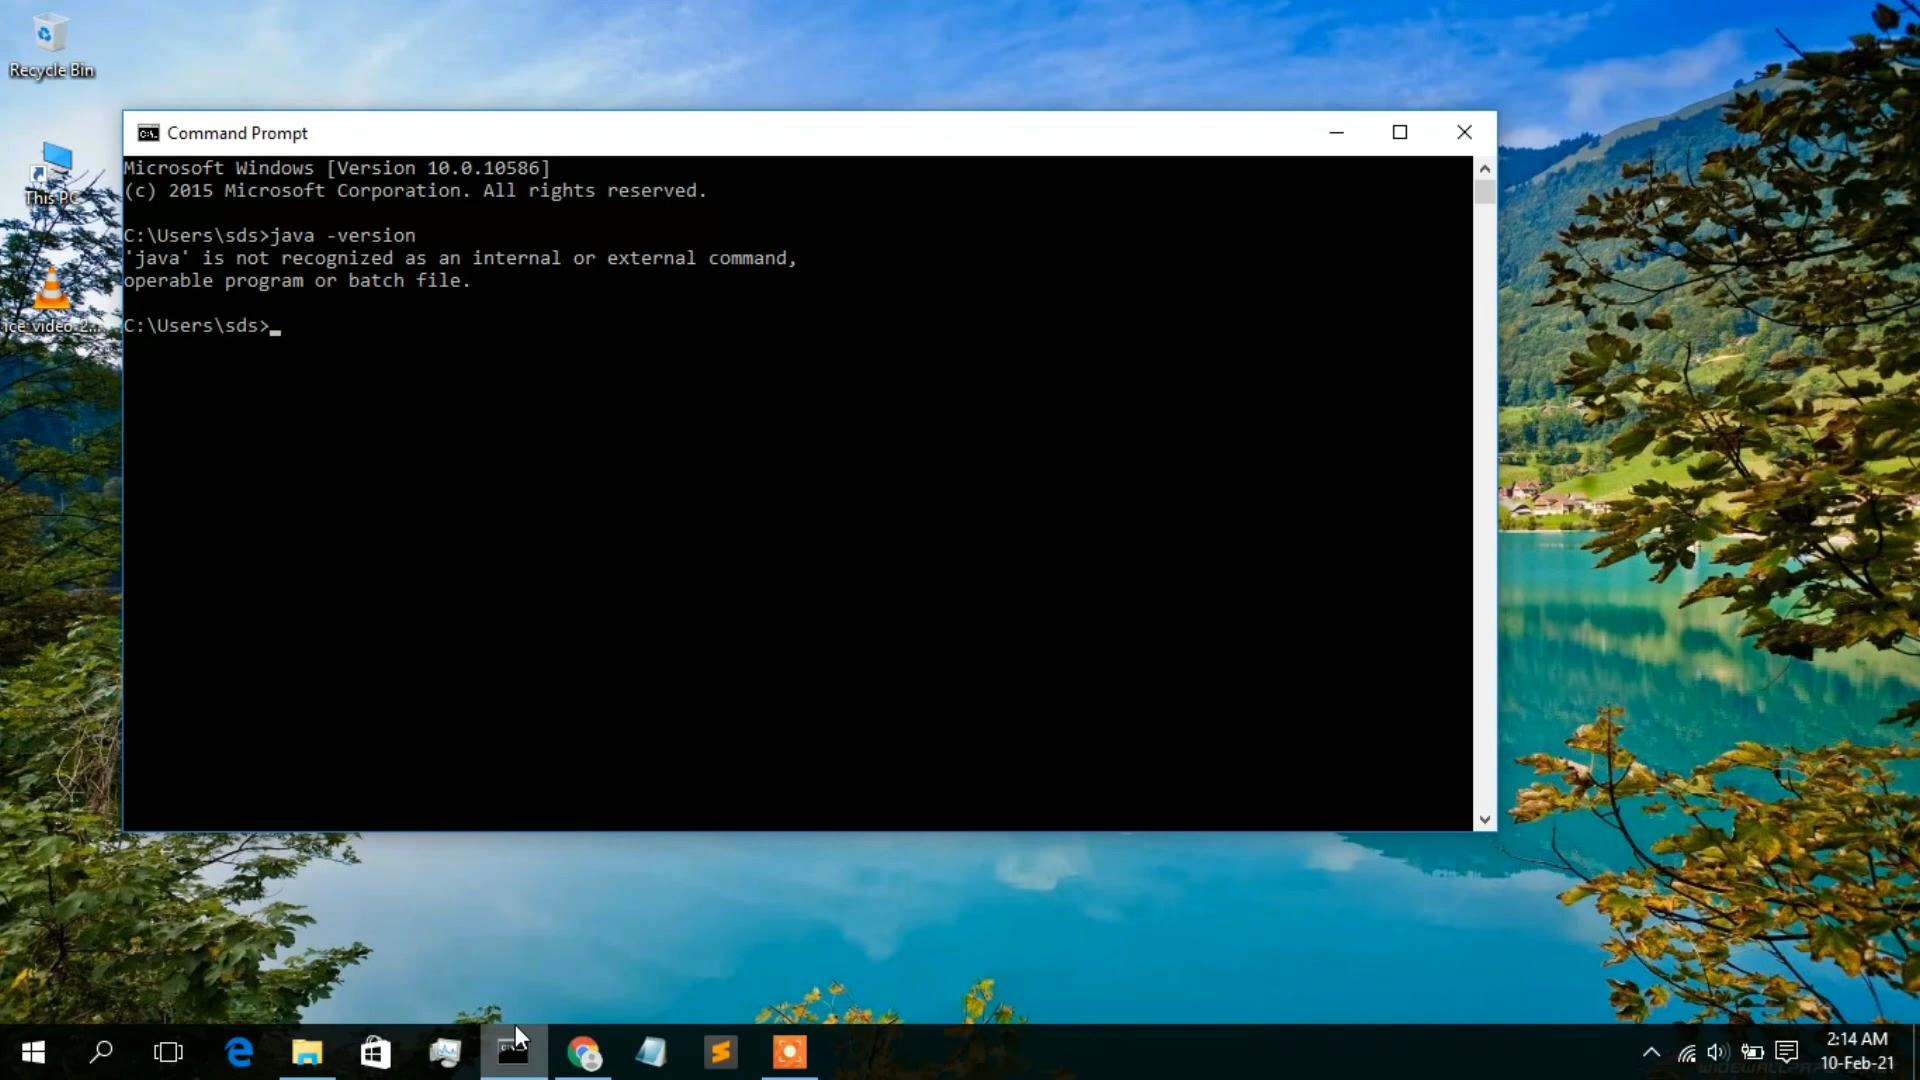 Recycle Bin
This PC
Command Prompt
Microsoft Windows [Version 10.0.10586]
(c) 2015 Microsoft Corporation. All rights reserved.
C:\Users\sds>java -version
'java' is not recognized as an internal or external command,
operable program or batch file.
C:\Users\sds>
2:14 AM
10-Feb-21